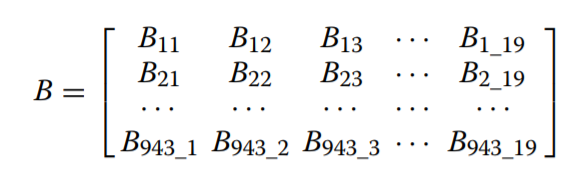 B11 B12 B13 ⋯ B1_19
B21 B22 B23 ⋯ B2_19
B =
⋯ ⋯ ⋯ ⋯ ⋯
B943_1 B943_2 B943_3 ⋯ B943_19